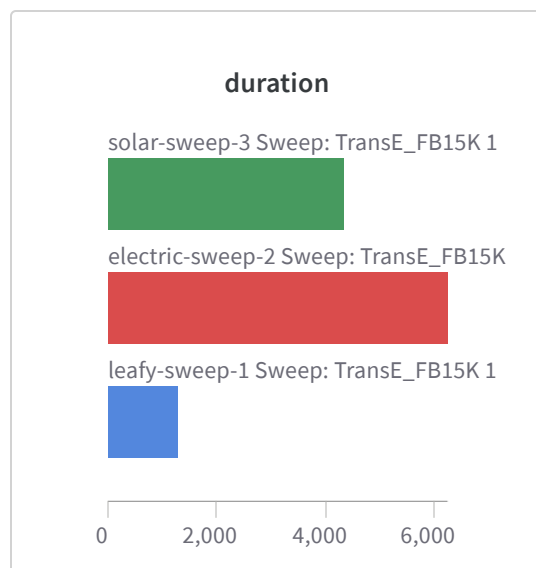 duration
solar-sweep-3 Sweep: TransE_FB15K 1
electric-sweep-2 Sweep: TransE_FB15K
leafy-sweep-1 Sweep: TransE_FB15K 1
0 2,000 4,000 6,000